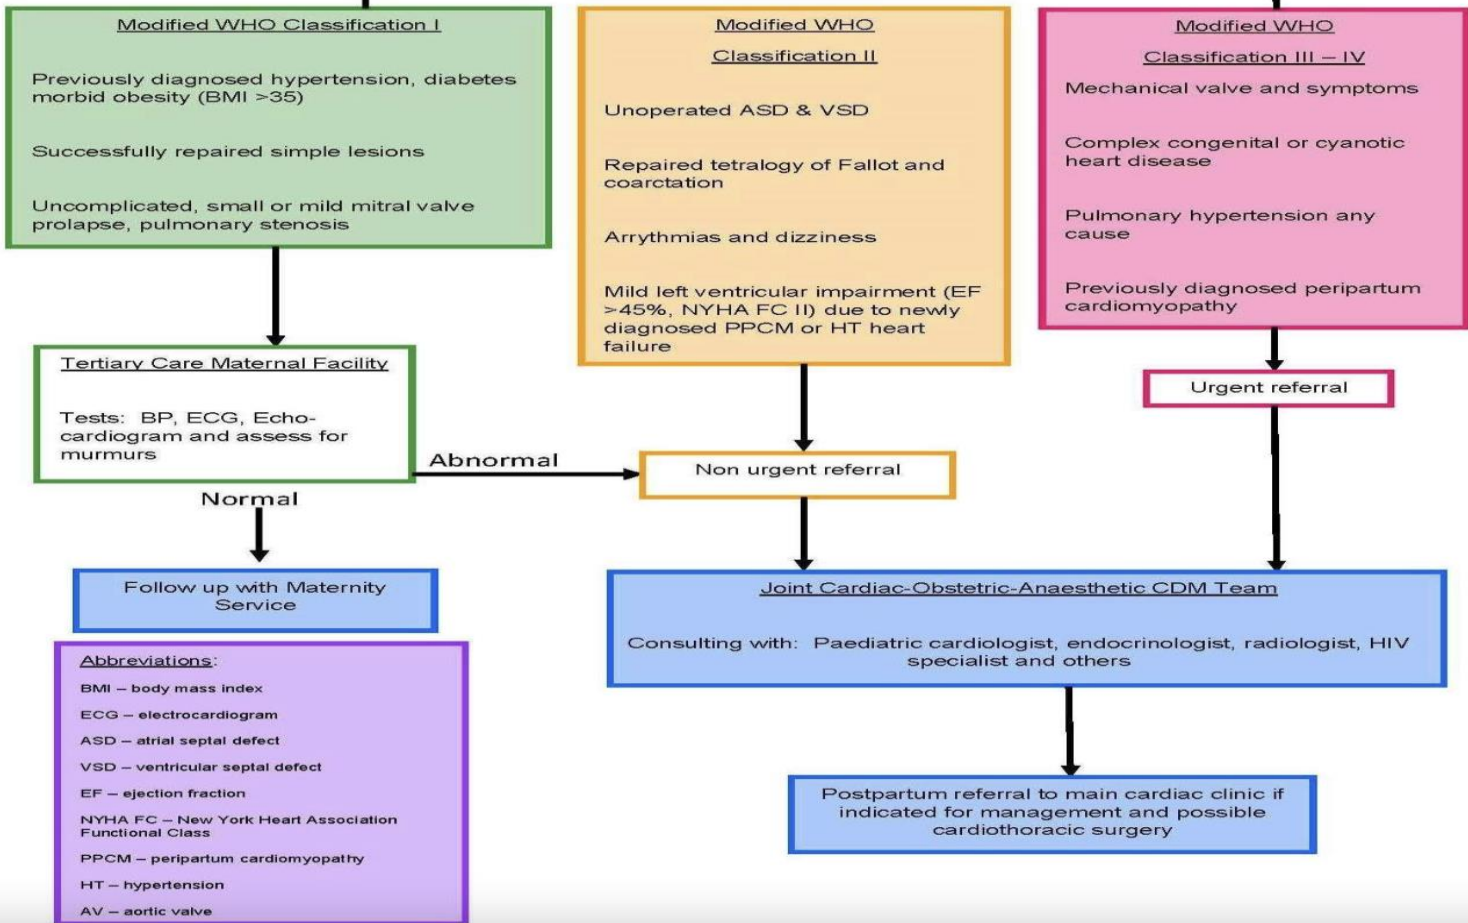 Modified WHO Classification I
Previously diagnosed hypertension, diabetes
morbid obesity (BMI >35)
Successfully repaired simple lesions
Uncomplicated, small or mild mitral valve
prolapse, pulmonary stenosis
Modified WHO
Classification II
Unoperated ASD & VSD
Repaired tetralogy of Fallot and
coarctation
Arrythmias and dizziness
Mild left ventricular impairment (EF
>45%, NYHA FC II) due to newly
diagnosed PPCM or HT heart
failure
Modified WHO
Classification III – IV
Mechanical valve and symptoms
Complex congenital or cyanotic
heart disease
Pulmonary hypertension any
cause
Previously diagnosed peripartum
cardiomyopathy
Tertiary Care Maternal Facility
Tests: BP, ECG, Echo-
cardiogram and assess for
murmurs
Abnormal
Normal
Non urgent referral
Urgent referral
Follow up with Maternity
Service
Joint Cardiac-Obstetric-Anaesthetic CDM Team
Consulting with: Paediatric cardiologist, endocrinologist, radiologist, HIV
specialist and others
Postpartum referral to main cardiac clinic if
indicated for management and possible
cardiothoracic surgery
Abbreviations:
BMI – body mass index
ECG – electrocardiogram
ASD – atrial septal defect
VSD – ventricular septal defect
EF – ejection fraction
NYHA FC – New York Heart Association
Functional Class
PPCM – peripartum cardiomyopathy
HT – hypertension
AV – aortic valve